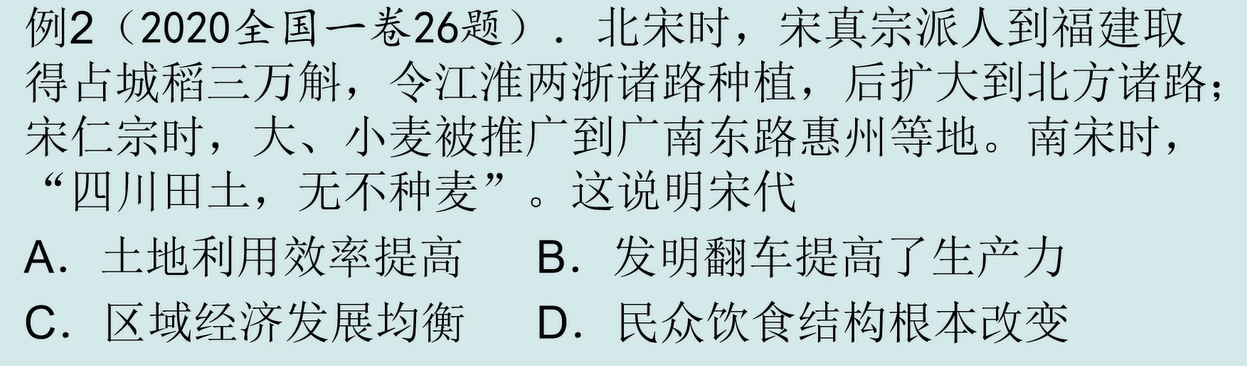 例2（2020全国一卷26题）. 北宋时，宋真宗派人到福建取
得占城稻三万斛，令江淮两浙诸路种植，后扩大到北方诸路；
宋仁宗时，大、小麦被推广到广南东路惠州等地。南宋时，
“四川田土，无不种麦”。这说明宋代
A．土地利用效率提高　B．发明翻车提高了生产力
C．区域经济发展均衡　D．民众饮食结构根本改变